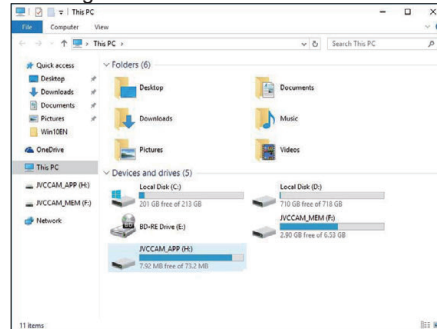 This PC
File Computer View
This PC
Search This PC
Quick access
Desktop
Downloads
Documents
Pictures
Win10EN
OneDrive
This PC
JVCCAM_APP (H:)
JVCCAM_MEM (F:)
Network
Folders (6)
Desktop
Documents
Downloads
Music
Pictures
Videos
Devices and drives (5)
Local Disk (C:)
201 GB free of 213 GB
Local Disk (D:)
710 GB free of 718 GB
BD-RE Drive (E:)
JVCCAM_MEM (F:)
2.90 GB free of 6.53 GB
JVCCAM_APP (H:)
7.92 MB free of 73.2 MB
11 items